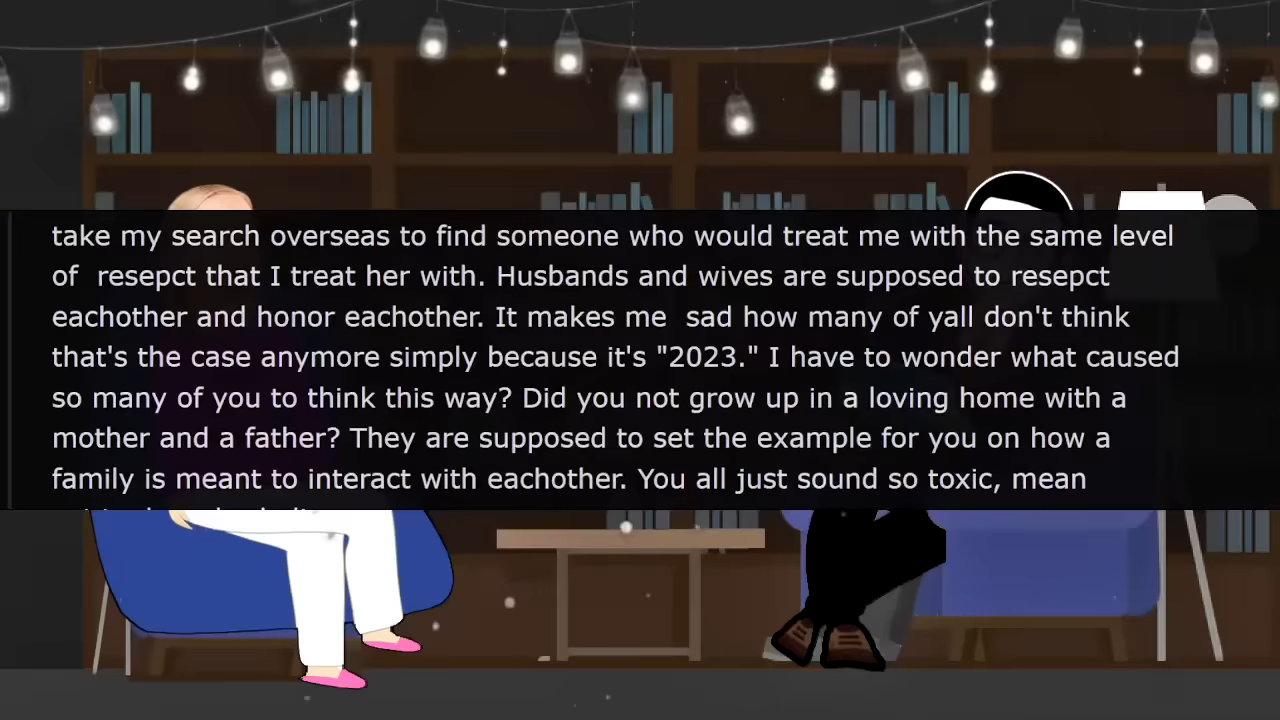 take my search overseas to find someone who would treat me with the same level
of  resepct that I treat her with. Husbands and wives are supposed to resepct
eachother and honor eachother. It makes me  sad how many of yall don't think
that's the case anymore simply because it's "2023." I have to wonder what caused
so many of you to think this way? Did you not grow up in a loving home with a
mother and a father? They are supposed to set the example for you on how a
family is meant to interact with eachother. You all just sound so toxic, mean